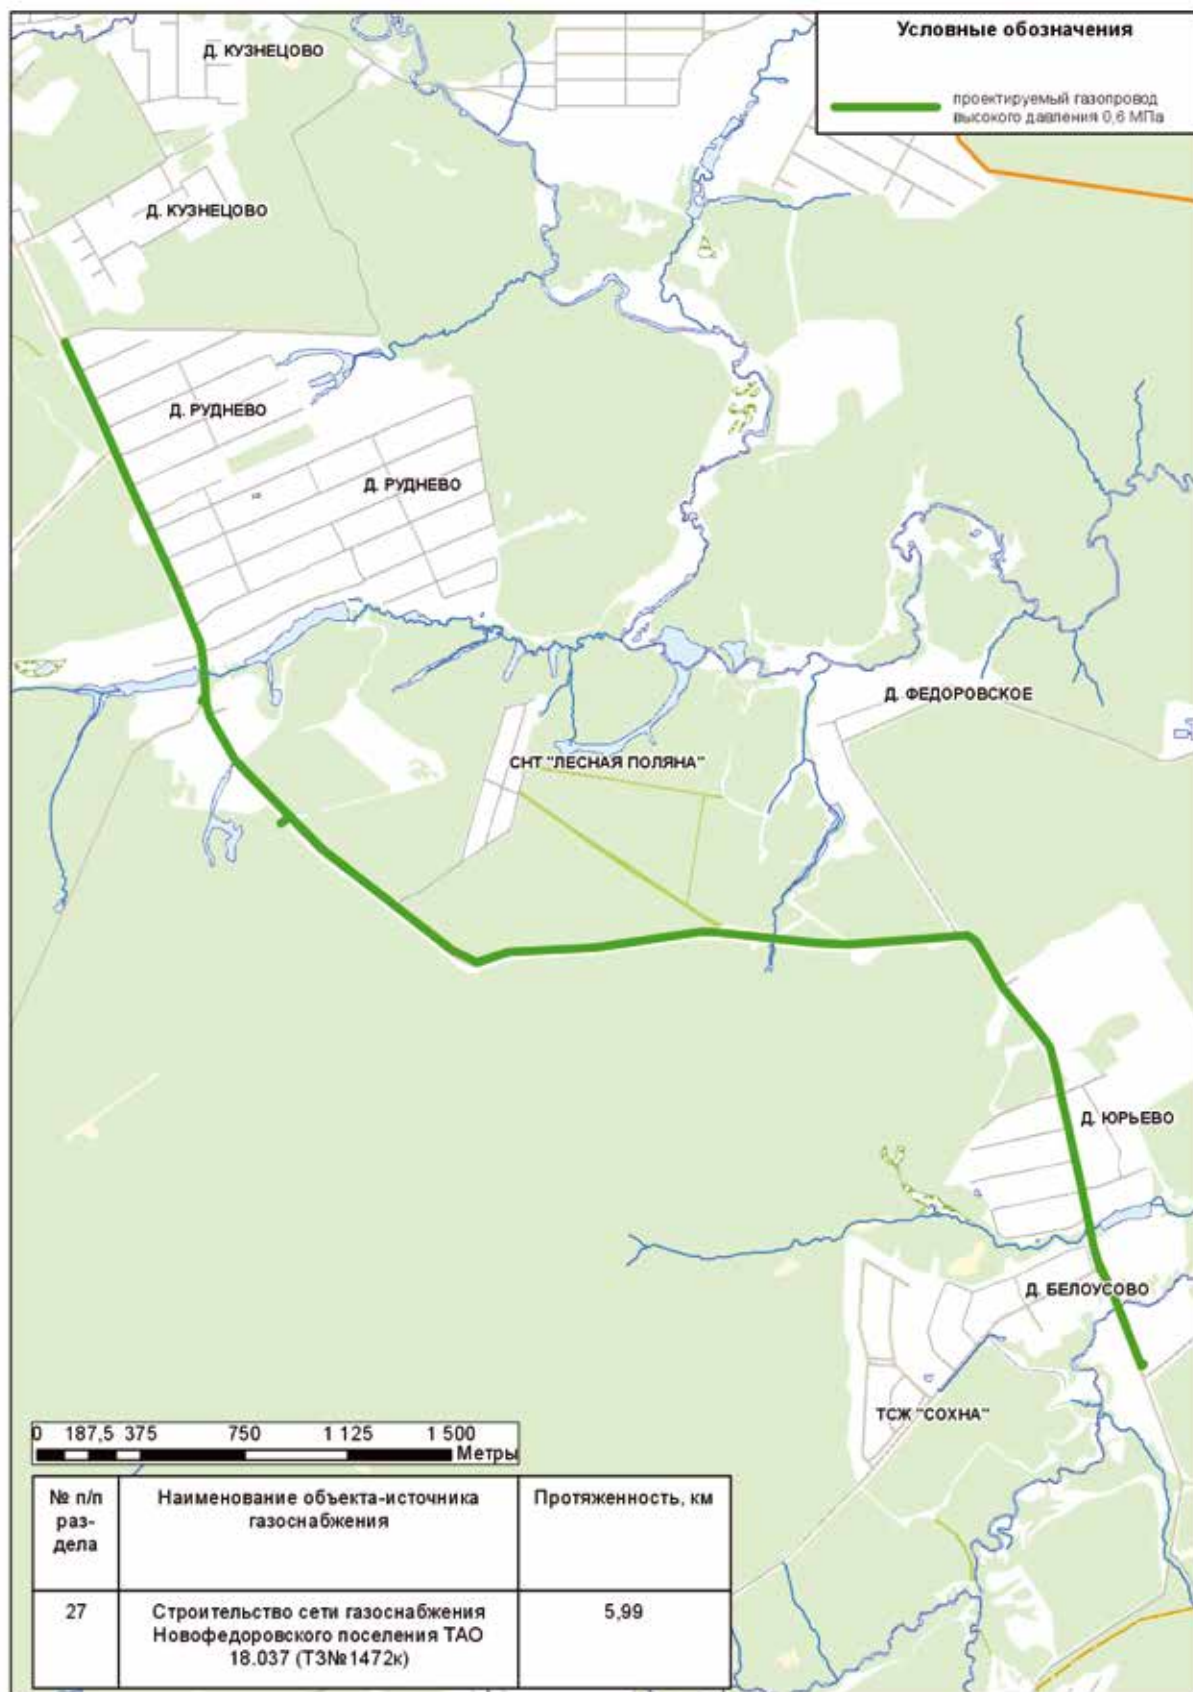 Условные обозначения
проектируемый газопровод
высокого давления 0,6 МПа
Д. КУЗНЕЦОВО
Д. КУЗНЕЦОВО
Д. РУДНЕВО
Д. РУДНЕВО
Д. ФЕДОРОВСКОЕ
СНТ "ЛЕСНАЯ ПОЛЯНА"
Д. ЮРЬЕВО
Д. БЕЛОУСОВО
ТСЖ "СОХНА"
0 187,5 375 750 1 125 1 500
Метры
№ п/п раз-дела
Наименование объекта-источника
газоснабжения
Протяженность, км
27
Строительство сети газоснабжения
Новофедоровского поселения ТАО
18.037 (ТЗ№1472к)
5,99